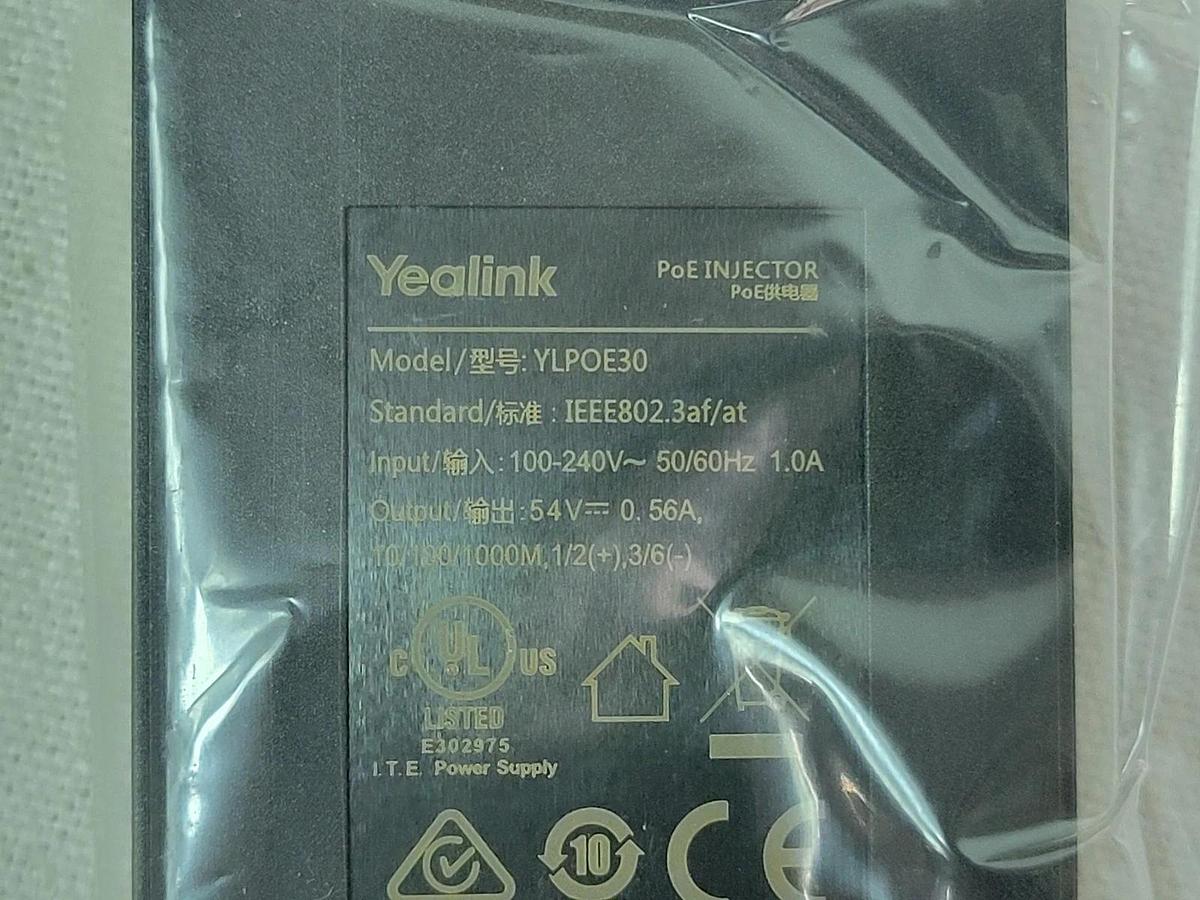 Yealink
PoE INJECTOR
PoE供电器
Model/型号: YLPOE30
Standard/标准 : IEEE802.3af/at
Input/输入 : 100-240V～ 50/60Hz 1.0A
Output/输出 : 54V⎓ 0.56A,
10/100/1000M,1/2(+),3/6(-)
C UL US
LISTED
E302975
I.T.E. Power Supply
10 CE